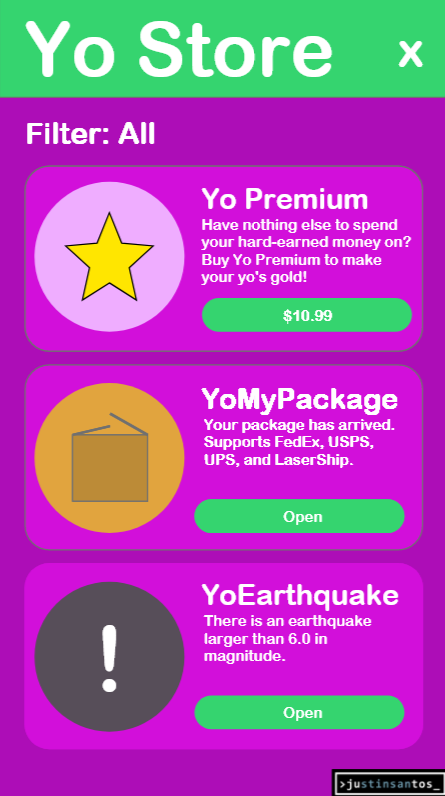 Yo Store
x
Filter: All
Yo Premium
Have nothing else to spend
your hard-earned money on?
Buy Yo Premium to make
your yo's gold!
$10.99
YoMyPackage
Your package has arrived.
Supports FedEx, USPS,
UPS, and LaserShip.
Open
YoEarthquake
There is an earthquake
larger than 6.0 in
magnitude.
!
Open
>justinsantos_